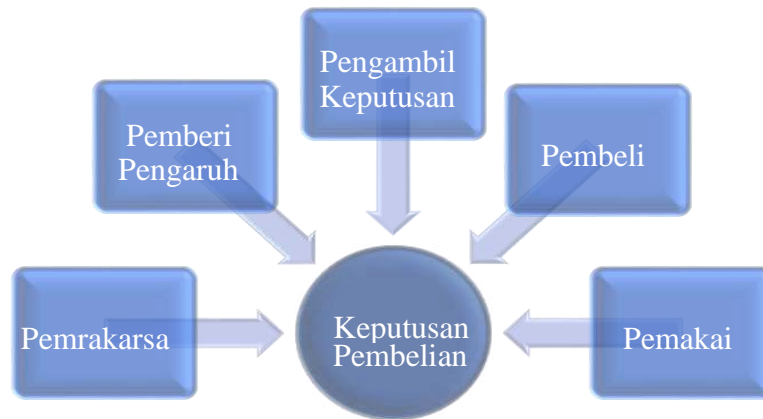 Pengambil
Keputusan
Pemberi
Pengaruh
Pembeli
Pemrakarsa
Keputusan
Pembelian
Pemakai